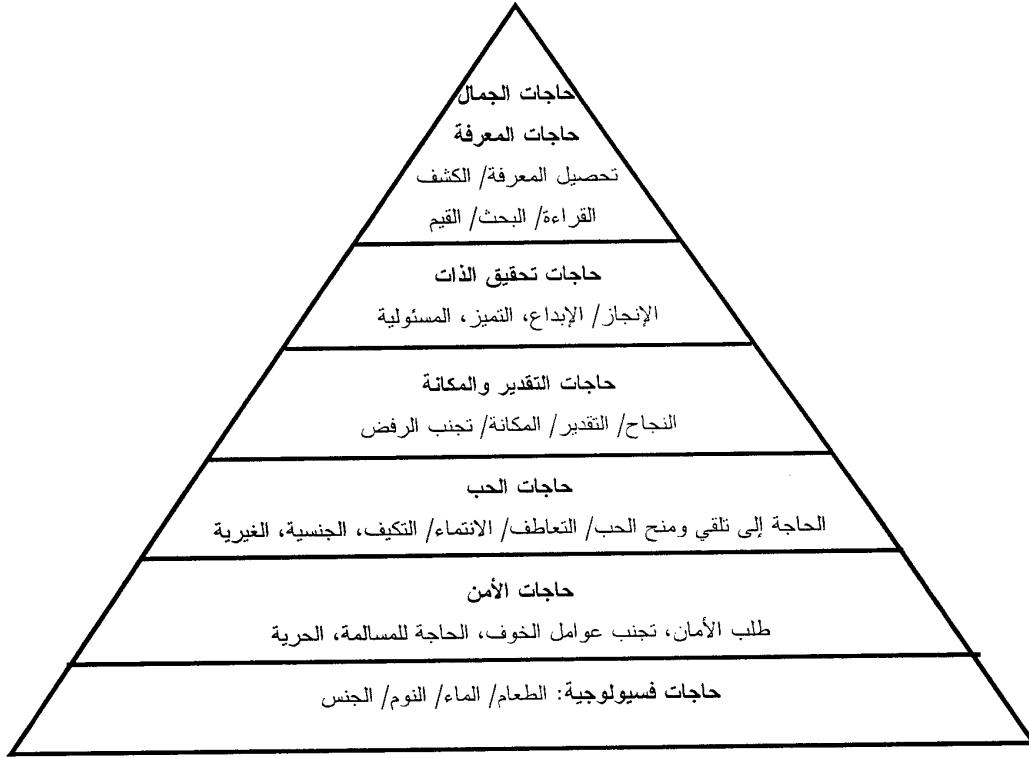 حاجات الجمال
حاجات المعرفة
تحصيل المعرفة/ الكشف
القراءة/ البحث/ القيم
حاجات تحقيق الذات
الإنجاز/ الإبداع، التميز، المسئولية
حاجات التقدير والمكانة
النجاح/ التقدير/ المكانة/ تجنب الرفض
حاجات الحب
الحاجة إلى تلقي ومنح الحب/ التعاطف/ الانتماء/ التكيف، الجنسية، الغيرية
حاجات الأمن
طلب الأمان، تجنب عوامل الخوف، الحاجة للمسالمة، الحرية
حاجات فسيولوجية: الطعام/ الماء/ النوم/ الجنس